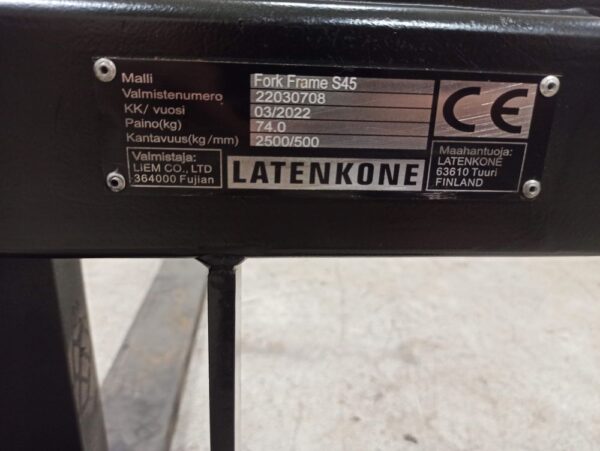 Malli Fork Frame S45
Valmistenumero 22030708
KK/ vuosi 03/2022
Paino(kg) 74.0
Kantavuus(kg/mm) 2500/500
CE
Valmistaja:
LiEM CO., LTD
364000 Fujian
LATENKONE
Maahantuoja:
LATENKONE
63610 Tuuri
FINLAND